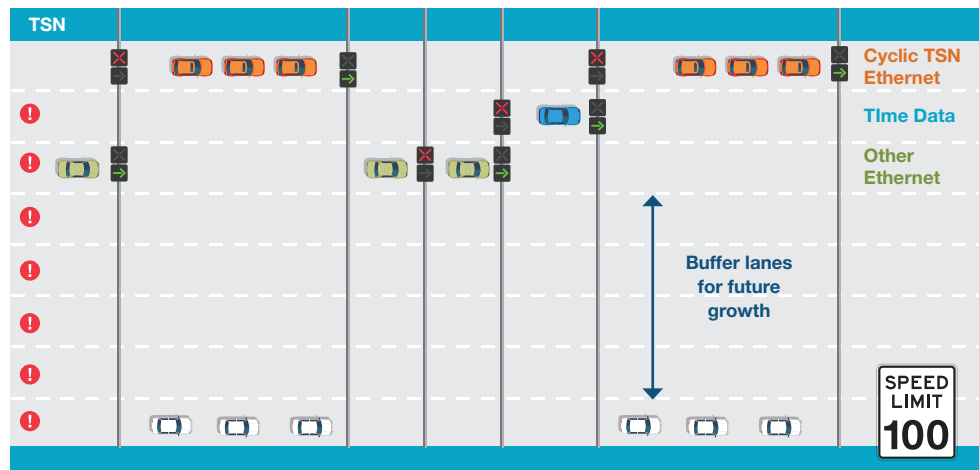 TSN
Cyclic TSN
Ethernet
TIme Data
Other
Ethernet
Buffer lanes
for future
growth
SPEED
LIMIT
100
!
!
!
!
!
!
!